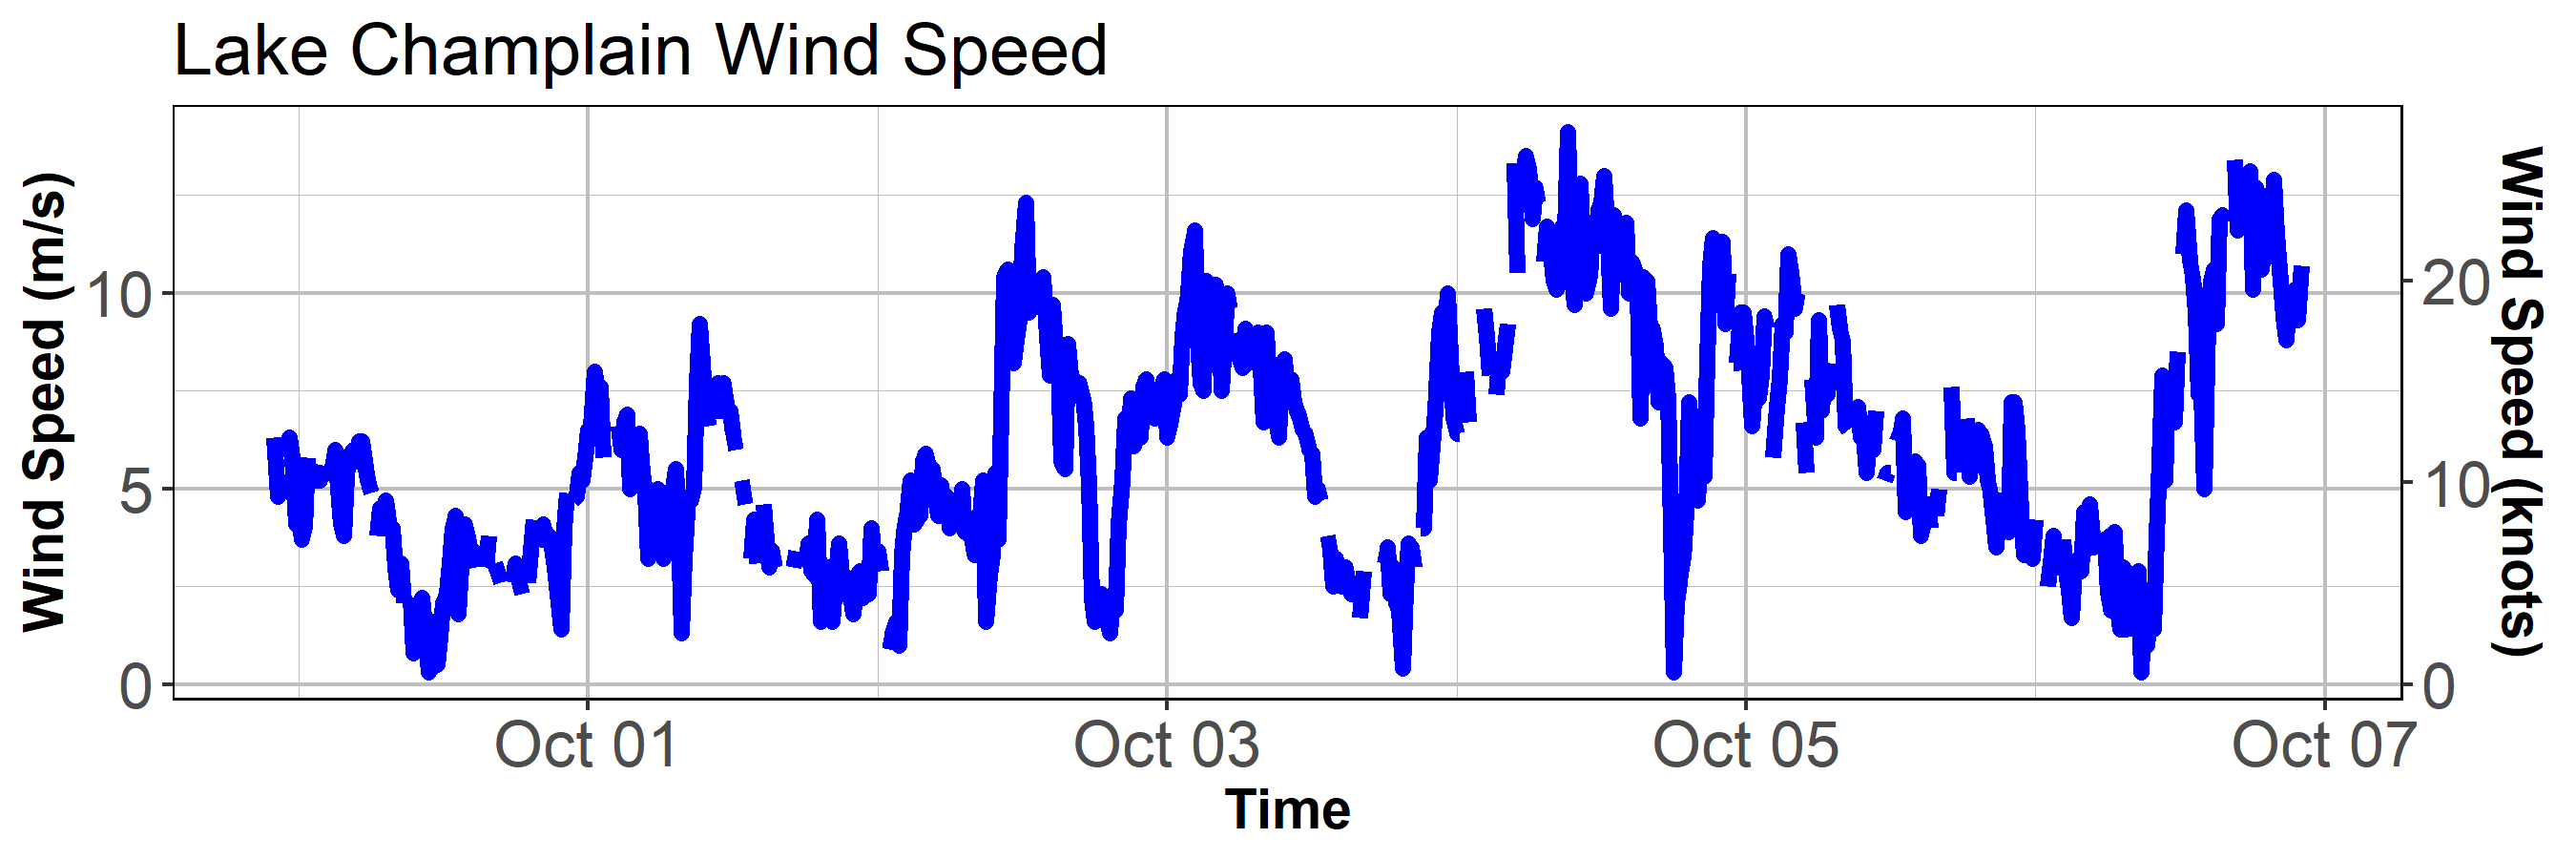 Lake Champlain Wind Speed
Wind Speed (m/s)
10
5
0
20
10
0
Wind Speed (knots)
Oct 01
Oct 03
Oct 05
Oct 07
Time